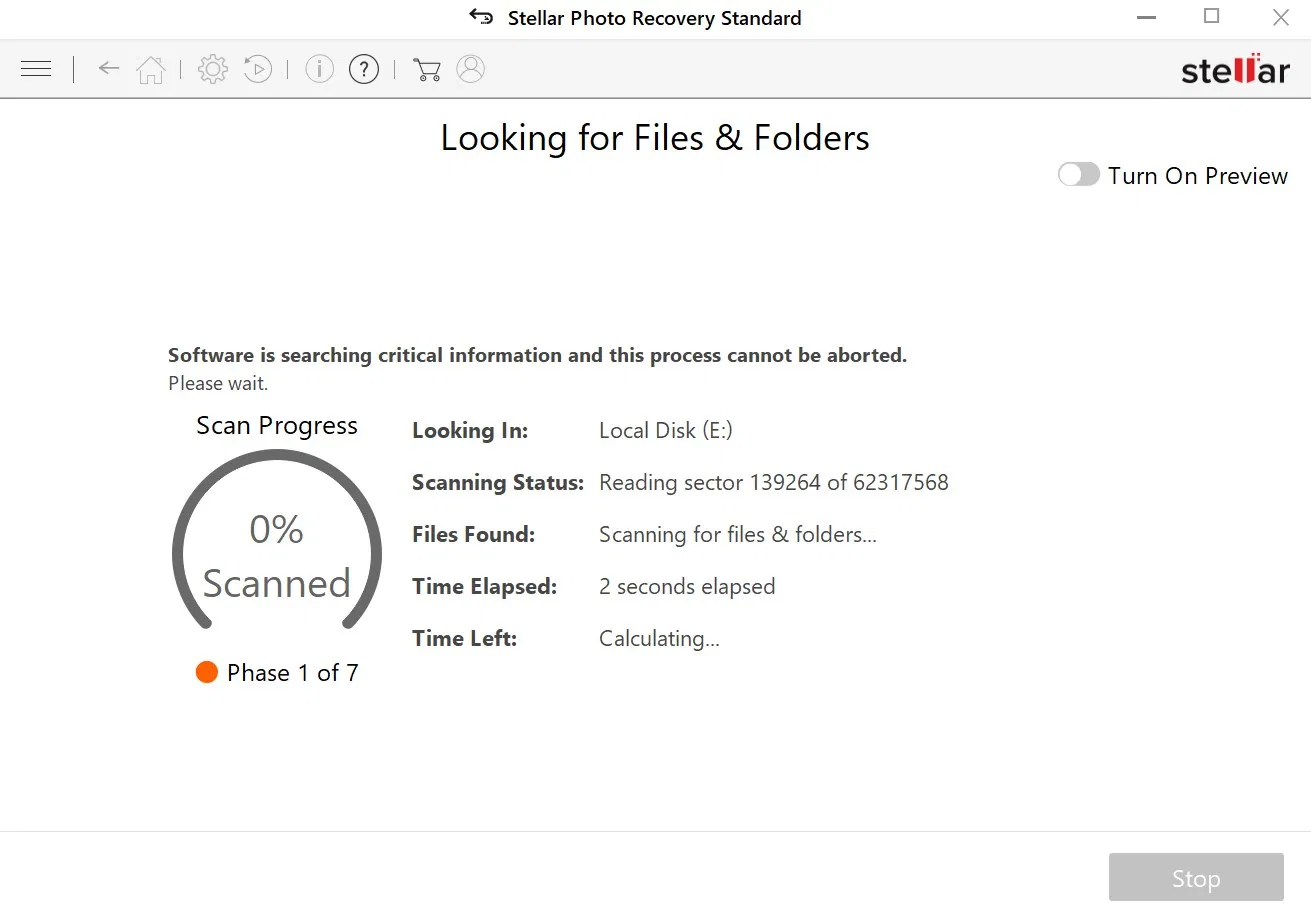 Stellar Photo Recovery Standard
stellar
Looking for Files & Folders
Turn On Preview
Software is searching critical information and this process cannot be aborted.
Please wait.
Scan Progress
0%
Scanned
Phase 1 of 7
Looking In: Local Disk (E:)
Scanning Status: Reading sector 139264 of 62317568
Files Found: Scanning for files & folders...
Time Elapsed: 2 seconds elapsed
Time Left: Calculating...
Stop